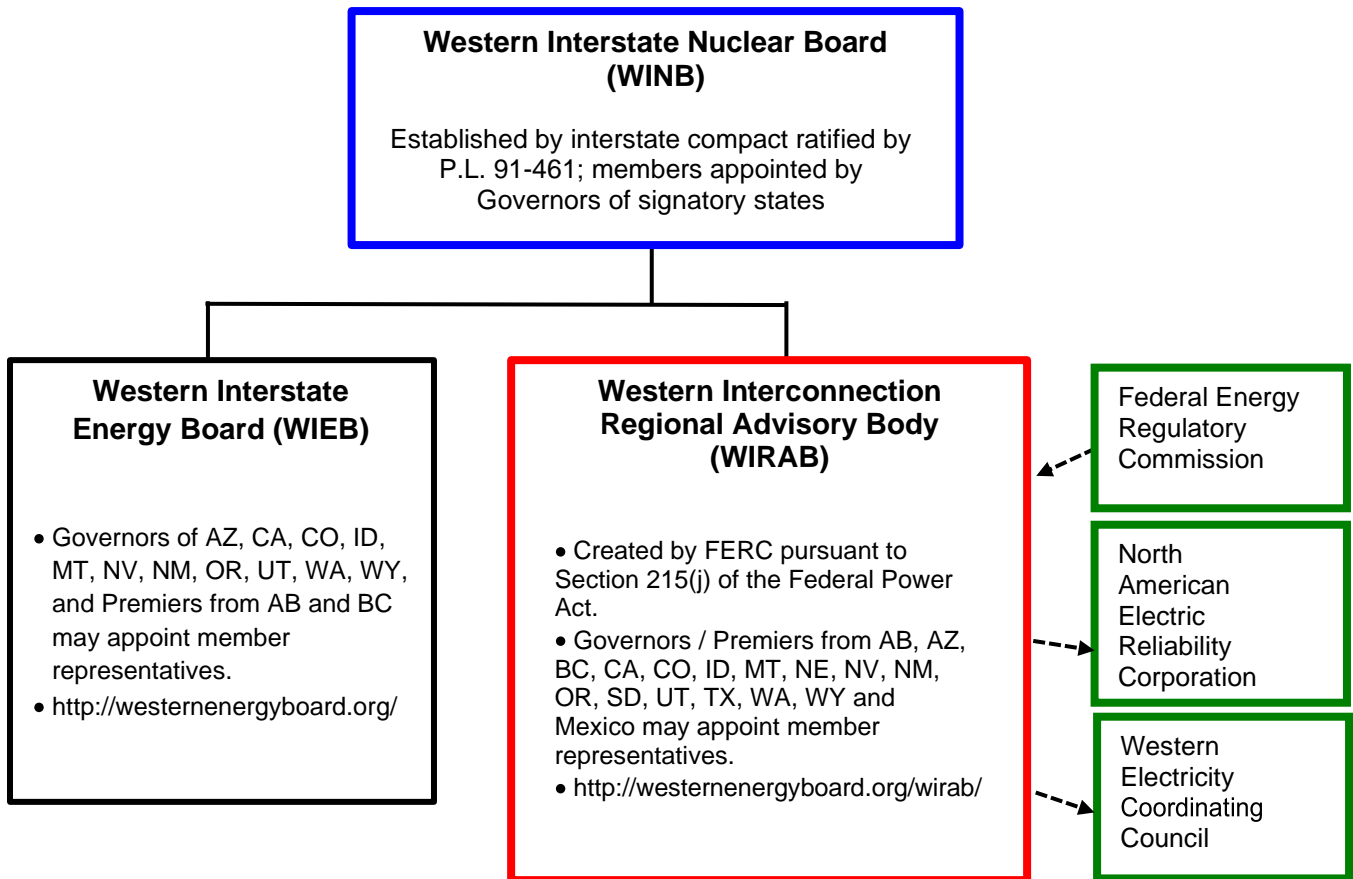 Western Interstate Nuclear Board
(WINB)
Established by interstate compact ratified by
P.L. 91-461; members appointed by
Governors of signatory states
Western Interstate
Energy Board (WIEB)
• Governors of AZ, CA, CO, ID,
MT, NV, NM, OR, UT, WA, WY,
and Premiers from AB and BC
may appoint member
representatives.
• http://westernenergyboard.org/
Western Interconnection
Regional Advisory Body
(WIRAB)
• Created by FERC pursuant to
Section 215(j) of the Federal Power
Act.
• Governors / Premiers from AB, AZ,
BC, CA, CO, ID, MT, NE, NV, NM,
OR, SD, UT, TX, WA, WY and
Mexico may appoint member
representatives.
• http://westernenergyboard.org/wirab/
Federal Energy
Regulatory
Commission
North
American
Electric
Reliability
Corporation
Western
Electricity
Coordinating
Council